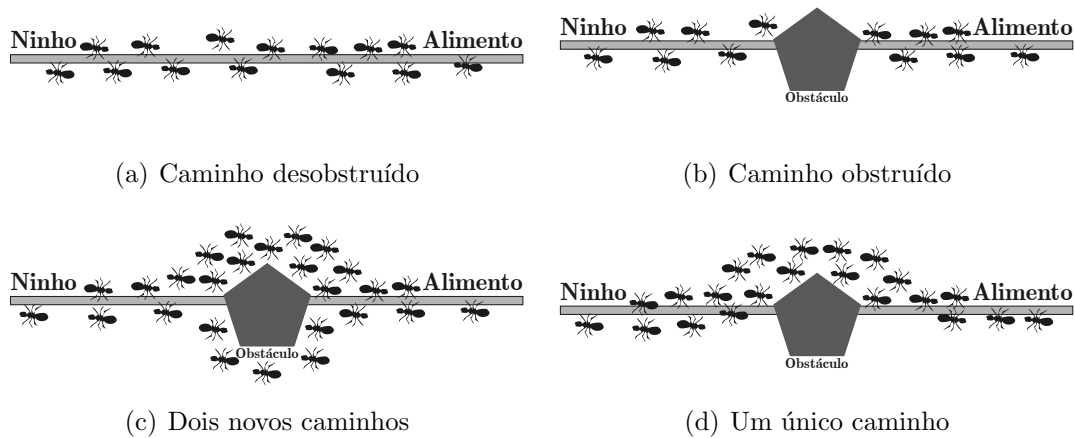 Ninho Alimento
(a) Caminho desobstruído
Ninho Alimento
Obstáculo
(b) Caminho obstruído
Ninho Alimento
Obstáculo
(c) Dois novos caminhos
Ninho Alimento
Obstáculo
(d) Um único caminho